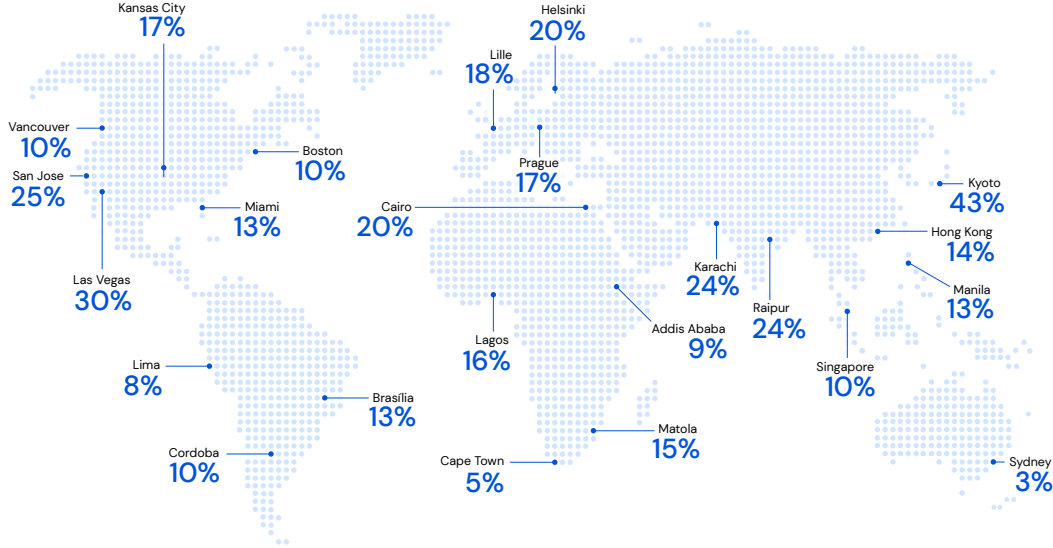 Kansas City
17%
Helsinki
20%
Lille
18%
Vancouver
10%
Boston
10%
Prague
17%
San Jose
25%
Kyoto
43%
Miami
13%
Cairo
20%
Hong Kong
14%
Karachi
24%
Las Vegas
30%
Manila
13%
Raipur
24%
Addis Ababa
9%
Lagos
16%
Lima
8%
Singapore
10%
Brasília
13%
Matola
15%
Cordoba
10%
Cape Town
5%
Sydney
3%